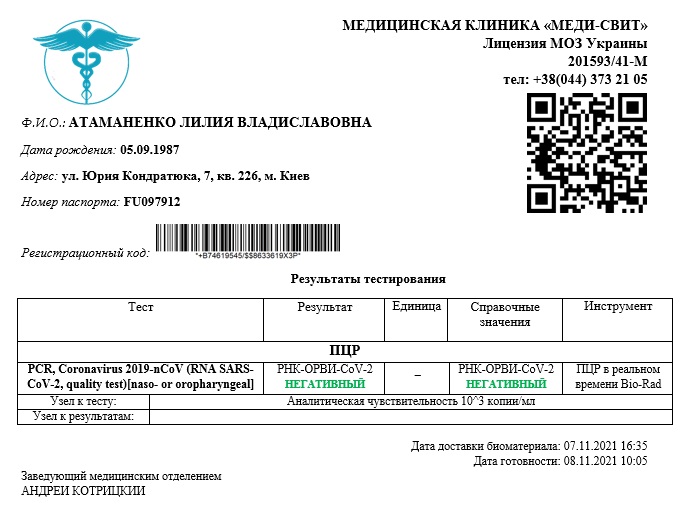 МЕДИЦИНСКАЯ КЛИНИКА «МЕДИ-СВИТ»
Лицензия МОЗ Украины
201593/41-М
тел: +38(044) 373 21 05
Ф.И.О.: АТАМАНЕНКО ЛИЛИЯ ВЛАДИСЛАВОВНА
Дата рождения: 05.09.1987
Адрес: ул. Юрия Кондратюка, 7, кв. 226, м. Киев
Номер паспорта: FU097912
Регистрационный код:
*+B74619545/$$8633619X3P*
Результаты тестирования
Тест Результат Единица Справочные значения Инструмент
ПЦР
PCR, Coronavirus 2019-nCoV (RNA SARS- РНК-ОРВИ-CoV-2 – РНК-ОРВИ-CoV-2 ПЦР в реальном
CoV-2, quality test)[naso- or oropharyngeal] НЕГАТИВНЫЙ НЕГАТИВНЫЙ времени Bio-Rad
Узел к тесту: Аналитическая чувствительность 10^3 копии/мл
Узел к результатам:
Дата доставки биоматериала: 07.11.2021 16:35
Дата готовности: 08.11.2021 10:05
Заведующий медицинским отделением
АНДРЕИ КОТРИЦКИИ